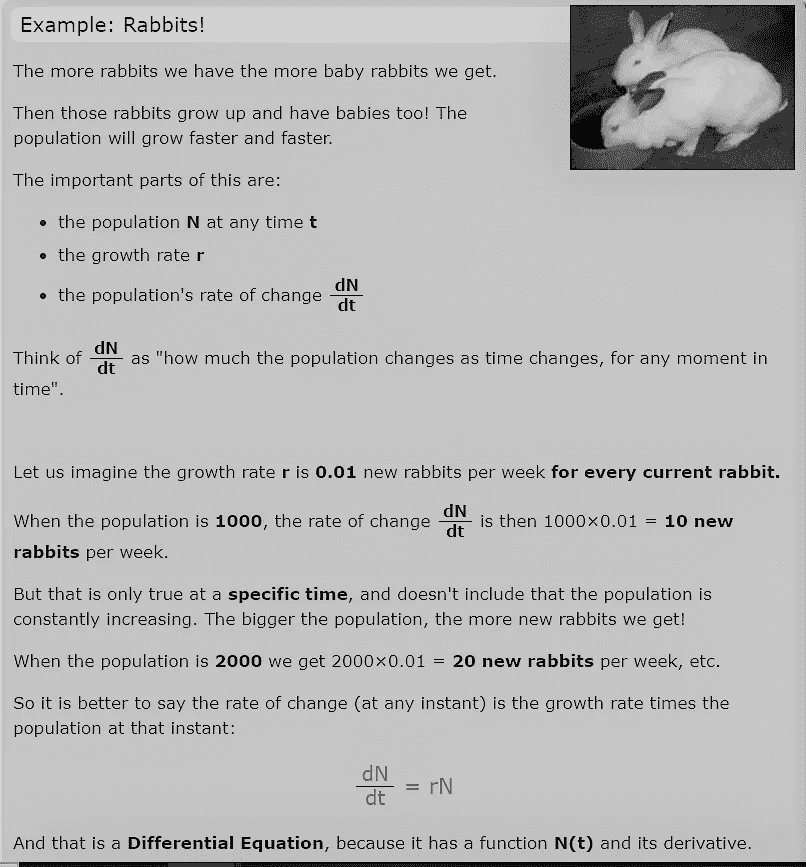 Example: Rabbits!
The more rabbits we have the more baby rabbits we get.
Then those rabbits grow up and have babies too! The
population will grow faster and faster.
The important parts of this are:
• the population N at any time t
• the growth rate r
• the population's rate of change dN/dt
Think of dN/dt as "how much the population changes as time changes, for any moment in
time".
Let us imagine the growth rate r is 0.01 new rabbits per week for every current rabbit.
When the population is 1000, the rate of change dN/dt is then 1000×0.01 = 10 new
rabbits per week.
But that is only true at a specific time, and doesn't include that the population is
constantly increasing. The bigger the population, the more new rabbits we get!
When the population is 2000 we get 2000×0.01 = 20 new rabbits per week, etc.
So it is better to say the rate of change (at any instant) is the growth rate times the
population at that instant:
dN/dt = rN
And that is a Differential Equation, because it has a function N(t) and its derivative.